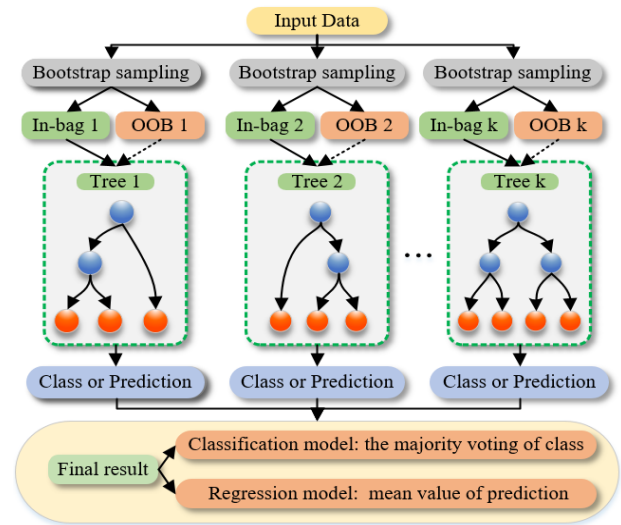 Input Data
Bootstrap sampling Bootstrap sampling Bootstrap sampling
In-bag 1 OOB 1 In-bag 2 OOB 2 In-bag k OOB k
Tree 1 Tree 2 Tree k
...
Class or Prediction Class or Prediction Class or Prediction
Classification model: the majority voting of class
Final result
Regression model: mean value of prediction